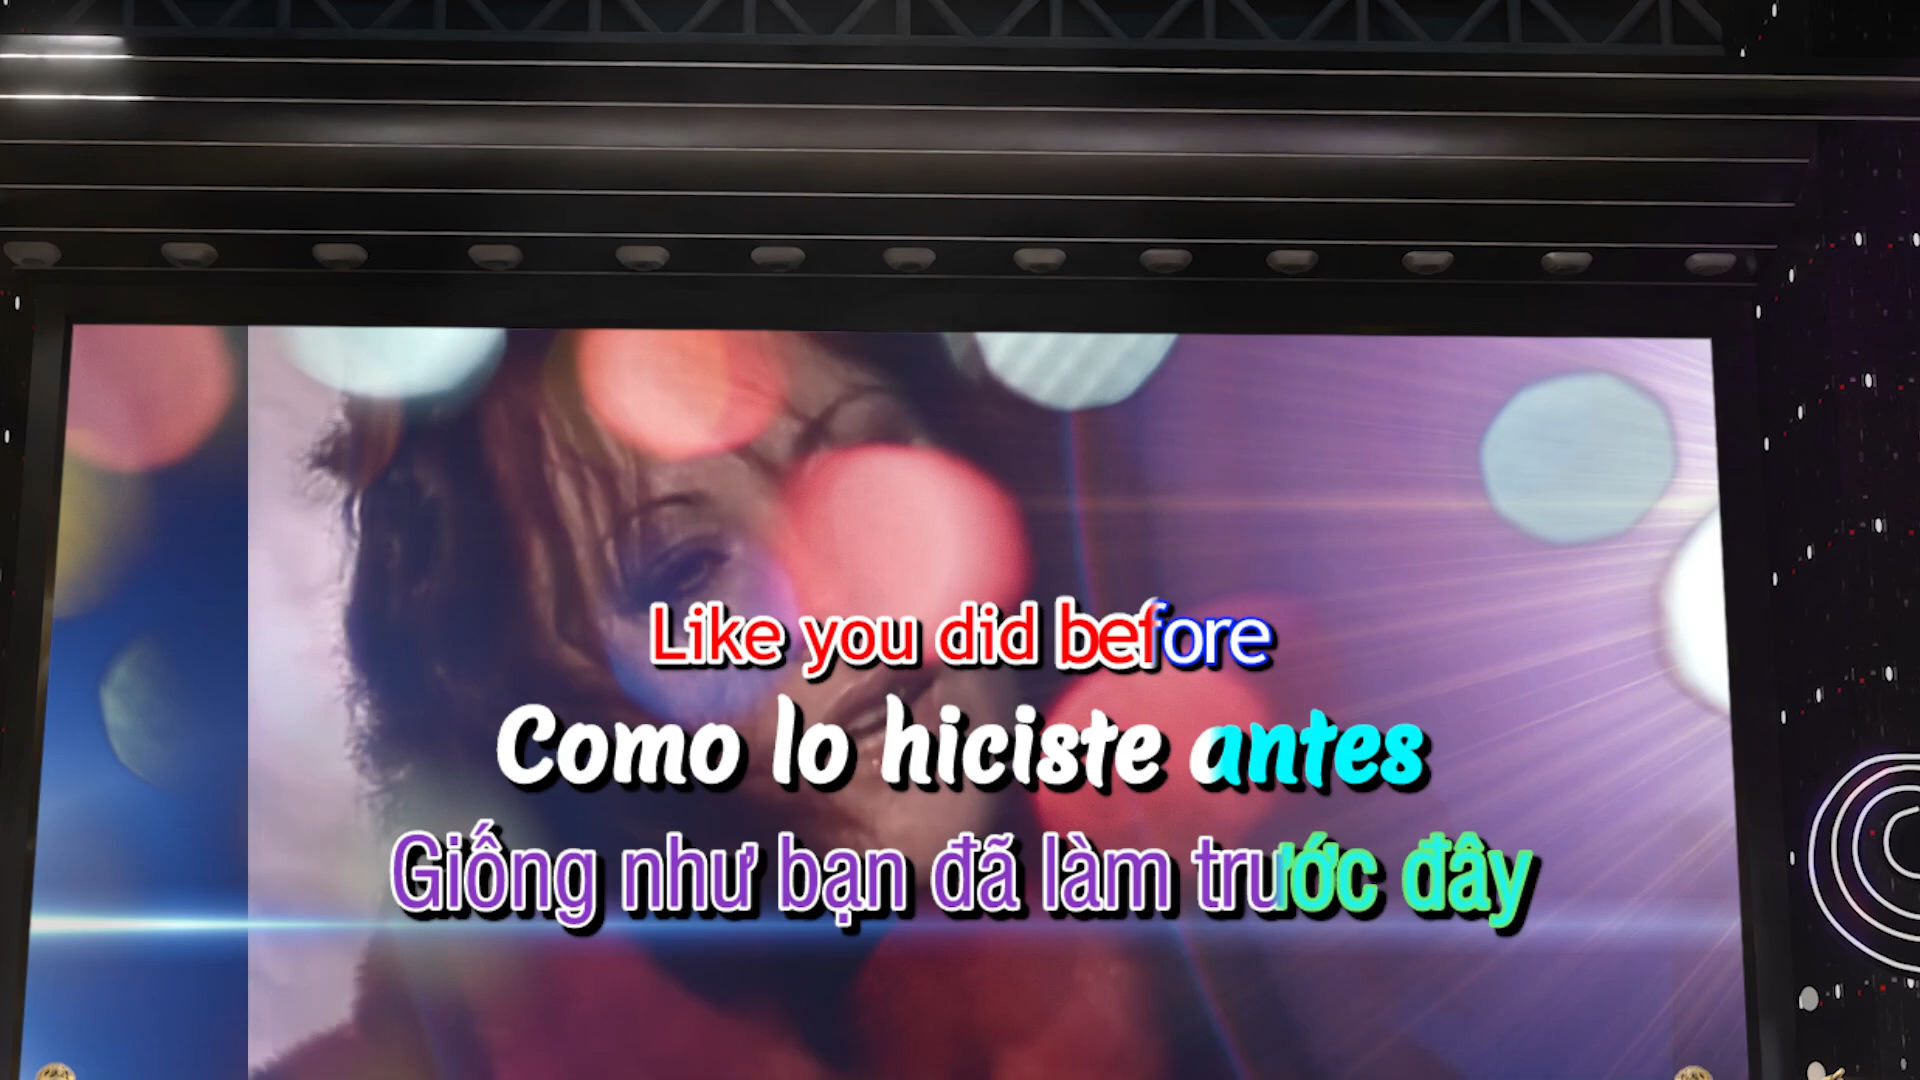 Like you did before
Como lo hiciste antes
Giống như bạn đã làm trước đây